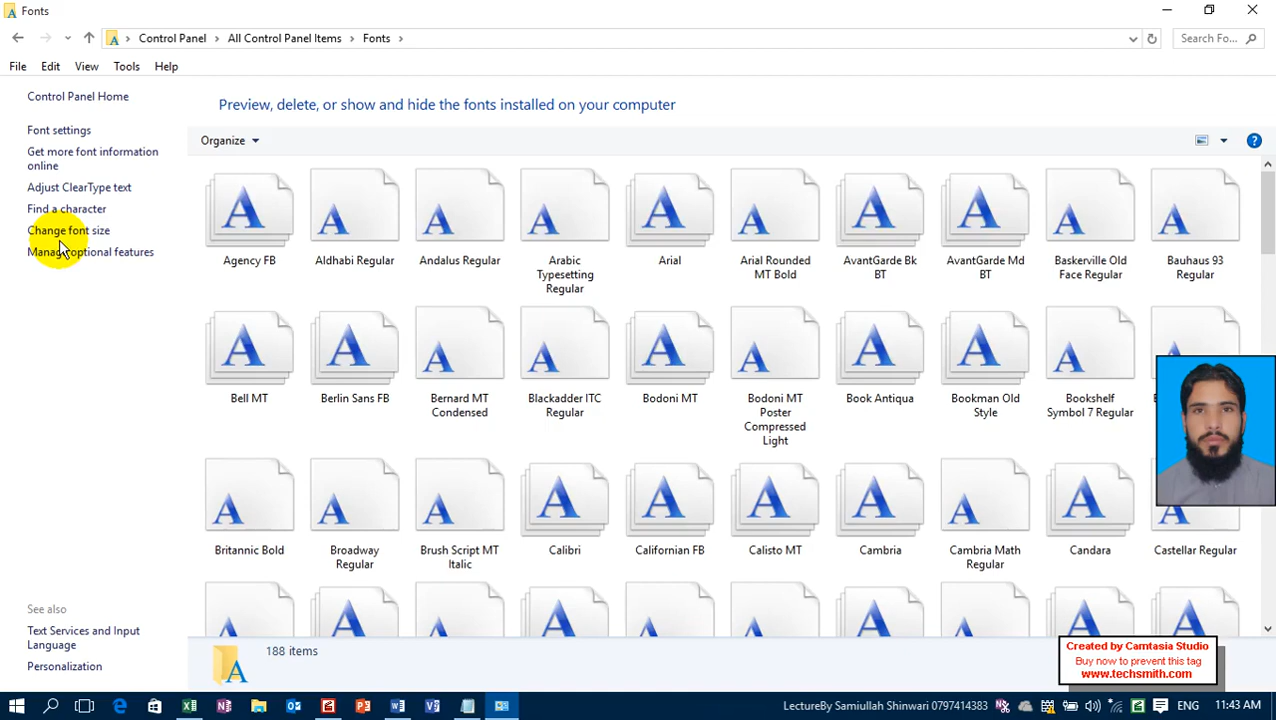 Fonts
Control Panel
All Control Panel Items
Fonts
Search Fo...
File
Edit
View
Tools
Help
Control Panel Home
Font settings
Get more font information
online
Adjust ClearType text
Find a character
Change font size
Manage optional features
See also
Text Services and Input
Language
Personalization
Preview, delete, or show and hide the fonts installed on your computer
Organize
Agency FB
Aldhabi Regular
Andalus Regular
Arabic
Typesetting
Regular
Arial
Arial Rounded
MT Bold
AvantGarde Bk
BT
AvantGarde Md
BT
Baskerville Old
Face Regular
Bauhaus 93
Regular
Bell MT
Berlin Sans FB
Bernard MT
Condensed
Blackadder ITC
Regular
Bodoni MT
Bodoni MT
Poster
Compressed
Light
Book Antiqua
Bookman Old
Style
Bookshelf
Symbol 7 Regular
Britannic Bold
Broadway
Regular
Brush Script MT
Italic
Calibri
Californian FB
Calisto MT
Cambria
Cambria Math
Regular
Candara
Castellar Regular
188 items
Created by Camtasia Studio
Buy now to prevent this tag
www.techsmith.com
LectureBy Samiullah Shinwari 0797414383
ENG
11:43 AM